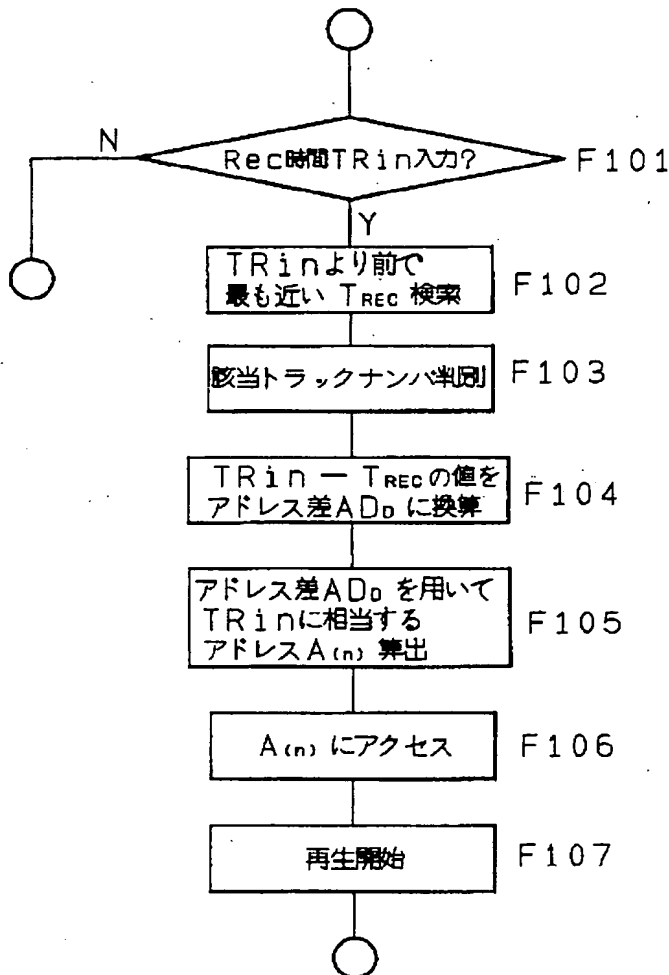 Rec時間TRin入力?
F101
N
Y
TRinより前で
最も近い TREC 検索
F102
該当トラックナンバ判別
F103
TRin − TRECの値を
アドレス差ADD に換算
F104
アドレス差ADD を用いて
TRinに相当する
アドレスA(n) 算出
F105
A(n) にアクセス
F106
再生開始
F107